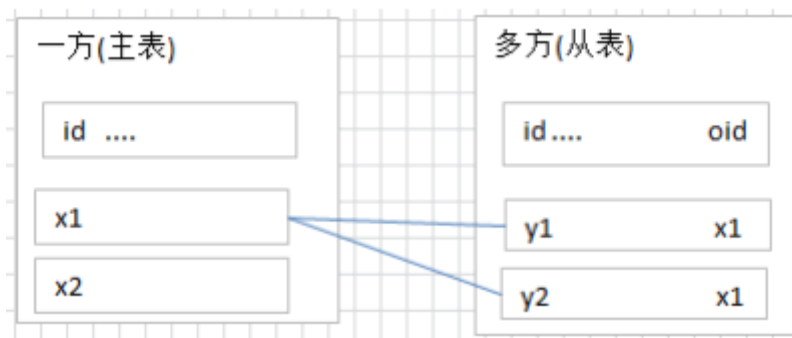 一方(主表)
id ....
x1
x2
多方(从表)
id .... oid
y1 x1
y2 x1